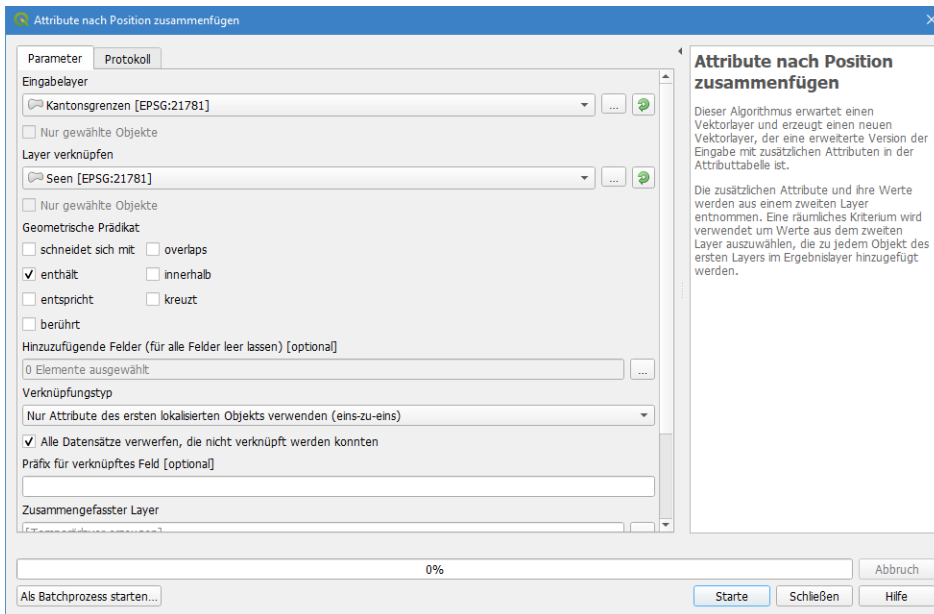 Attribute nach Position zusammenfügen
Parameter
Protokoll
Eingabelayer
Kantonsgrenzen [EPSG:21781]
...
Nur gewählte Objekte
Layer verknüpfen
Seen [EPSG:21781]
...
Nur gewählte Objekte
Geometrische Prädikat
schneidet sich mit
overlaps
enthält
innerhalb
entspricht
kreuzt
berührt
Hinzuzufügende Felder (für alle Felder leer lassen) [optional]
0 Elemente ausgewählt
...
Verknüpfungstyp
Nur Attribute des ersten lokalisierten Objekts verwenden (eins-zu-eins)
Alle Datensätze verwerfen, die nicht verknüpft werden konnten
Präfix für verknüpftes Feld [optional]
Zusammengefasster Layer
Attribute nach Position
zusammenfügen
Dieser Algorithmus erwartet einen
Vektorlayer und erzeugt einen neuen
Vektorlayer, der eine erweiterte Version der
Eingabe mit zusätzlichen Attributen in der
Attributtabelle ist.
Die zusätzlichen Attribute und ihre Werte
werden aus einem zweiten Layer
entnommen. Eine räumliches Kriterium wird
verwendet um Werte aus dem zweiten
Layer auszuwählen, die zu jedem Objekt des
ersten Layers im Ergebnislayer hinzugefügt
werden.
0%
Abbruch
Als Batchprozess starten...
Starte
Schließen
Hilfe